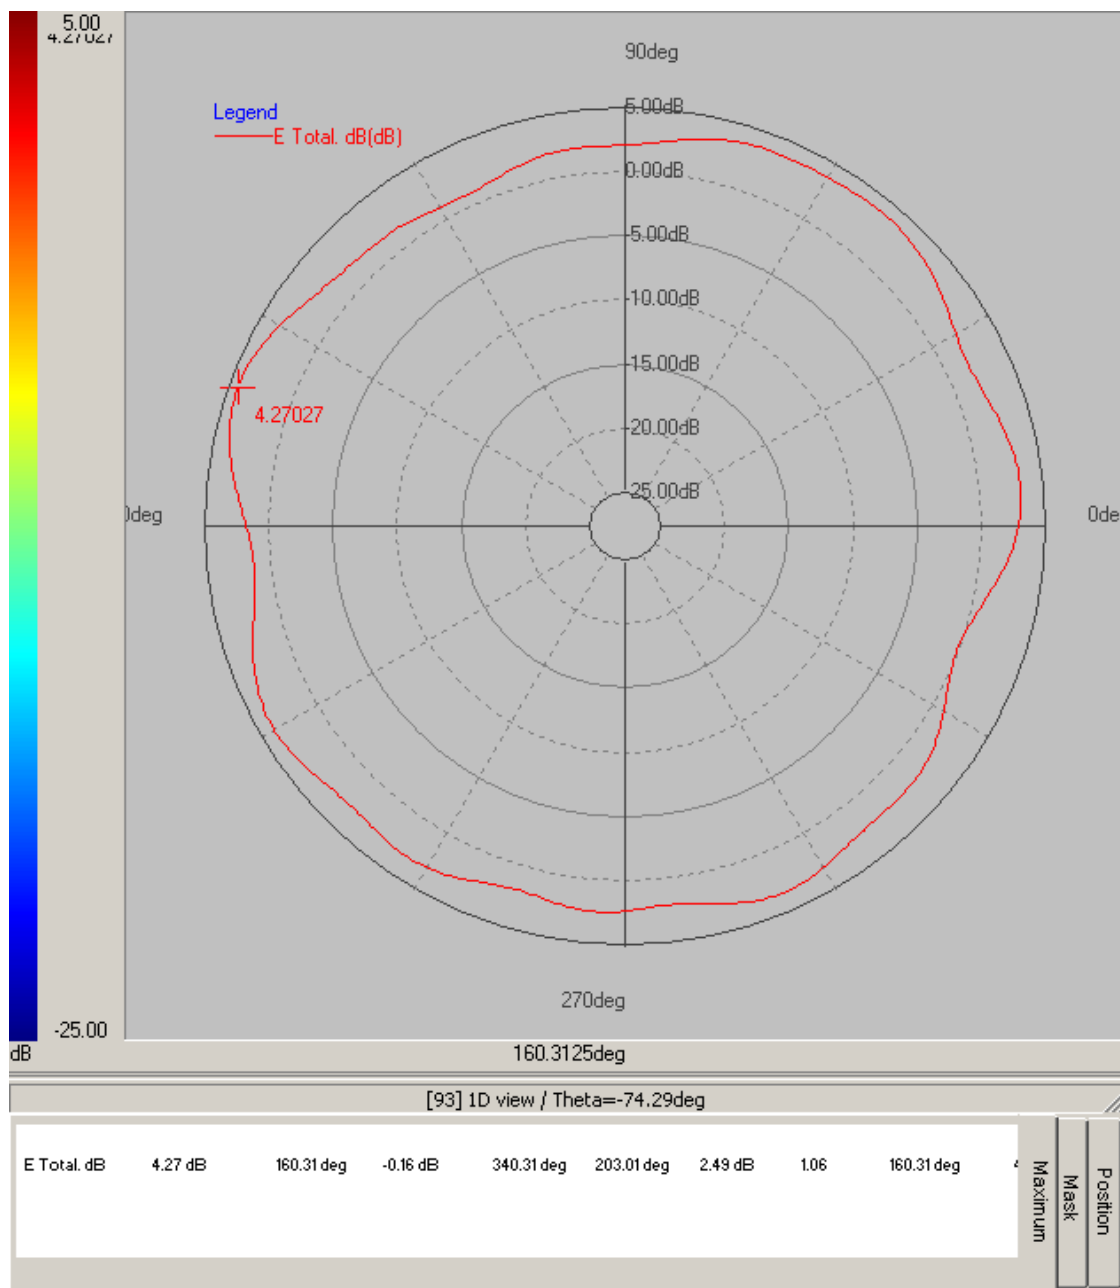 5.00
4.27027
90deg
Legend
E Total. dB(dB)
5.00dB
0.00dB
-5.00dB
-10.00dB
-15.00dB
-20.00dB
-25.00dB
4.27027
0deg
0de
270deg
-25.00
dB
160.3125deg
[93] 1D view / Theta=-74.29deg
E Total. dB 4.27 dB 160.31 deg -0.16 dB 340.31 deg 203.01 deg 2.49 dB 1.06 160.31 deg
Maximum
Mask
Position